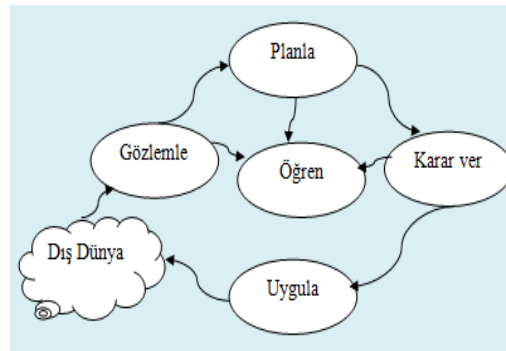 Planla
Gözlemle
Öğren
Karar ver
Dış Dünya
Uygula